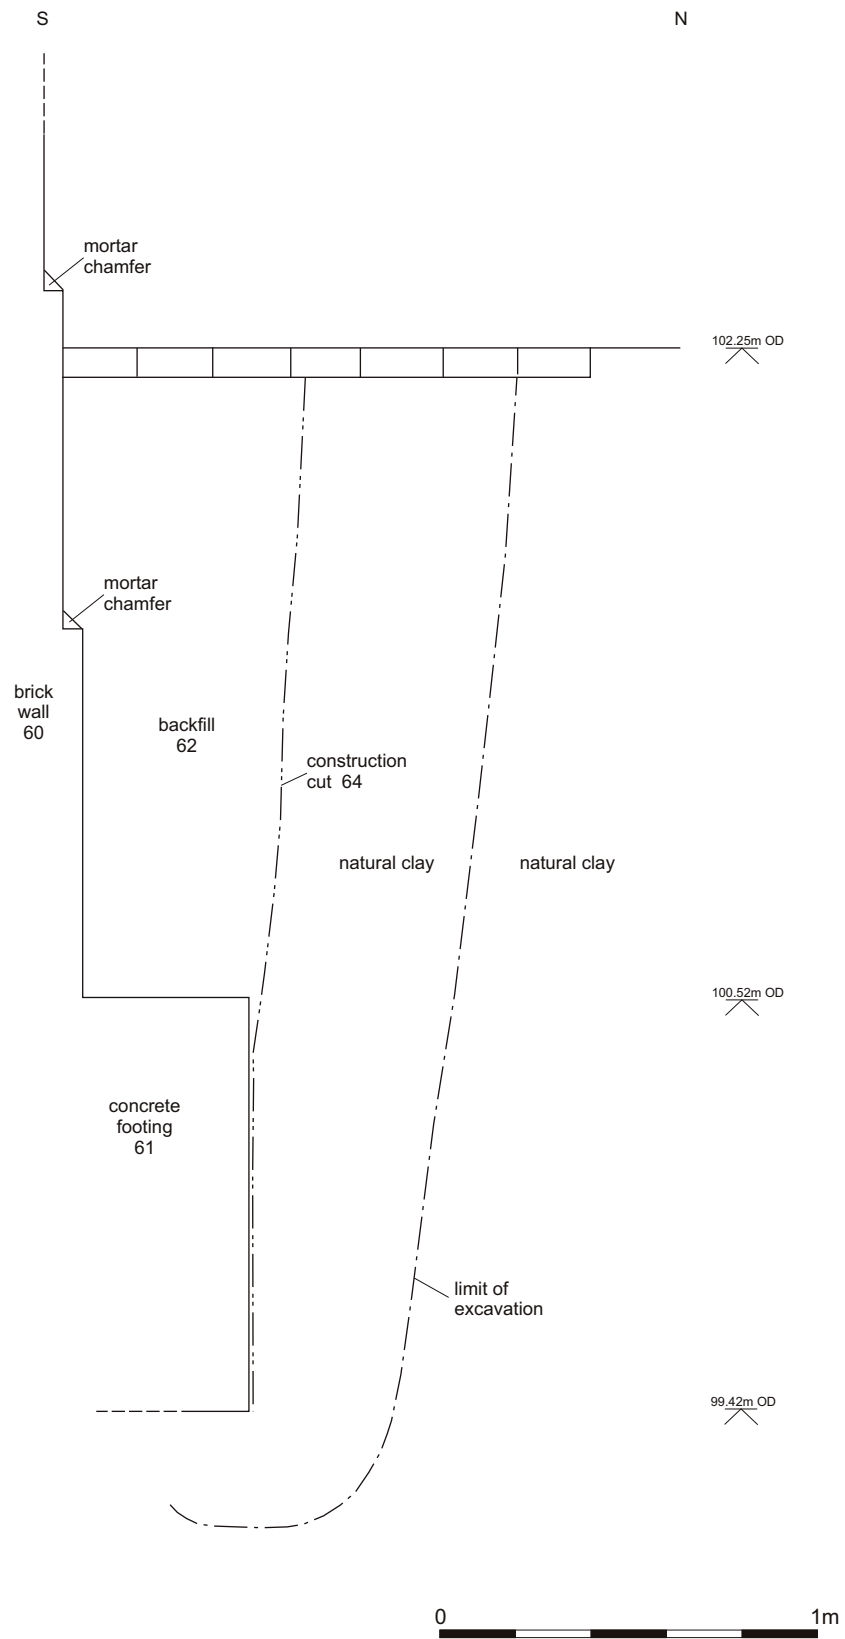 S
N
mortar
chamfer
102.25m OD
mortar
chamfer
brick
wall
60
backfill
62
construction
cut 64
natural clay
natural clay
100.52m OD
concrete
footing
61
limit of
excavation
99.42m OD
0
1m